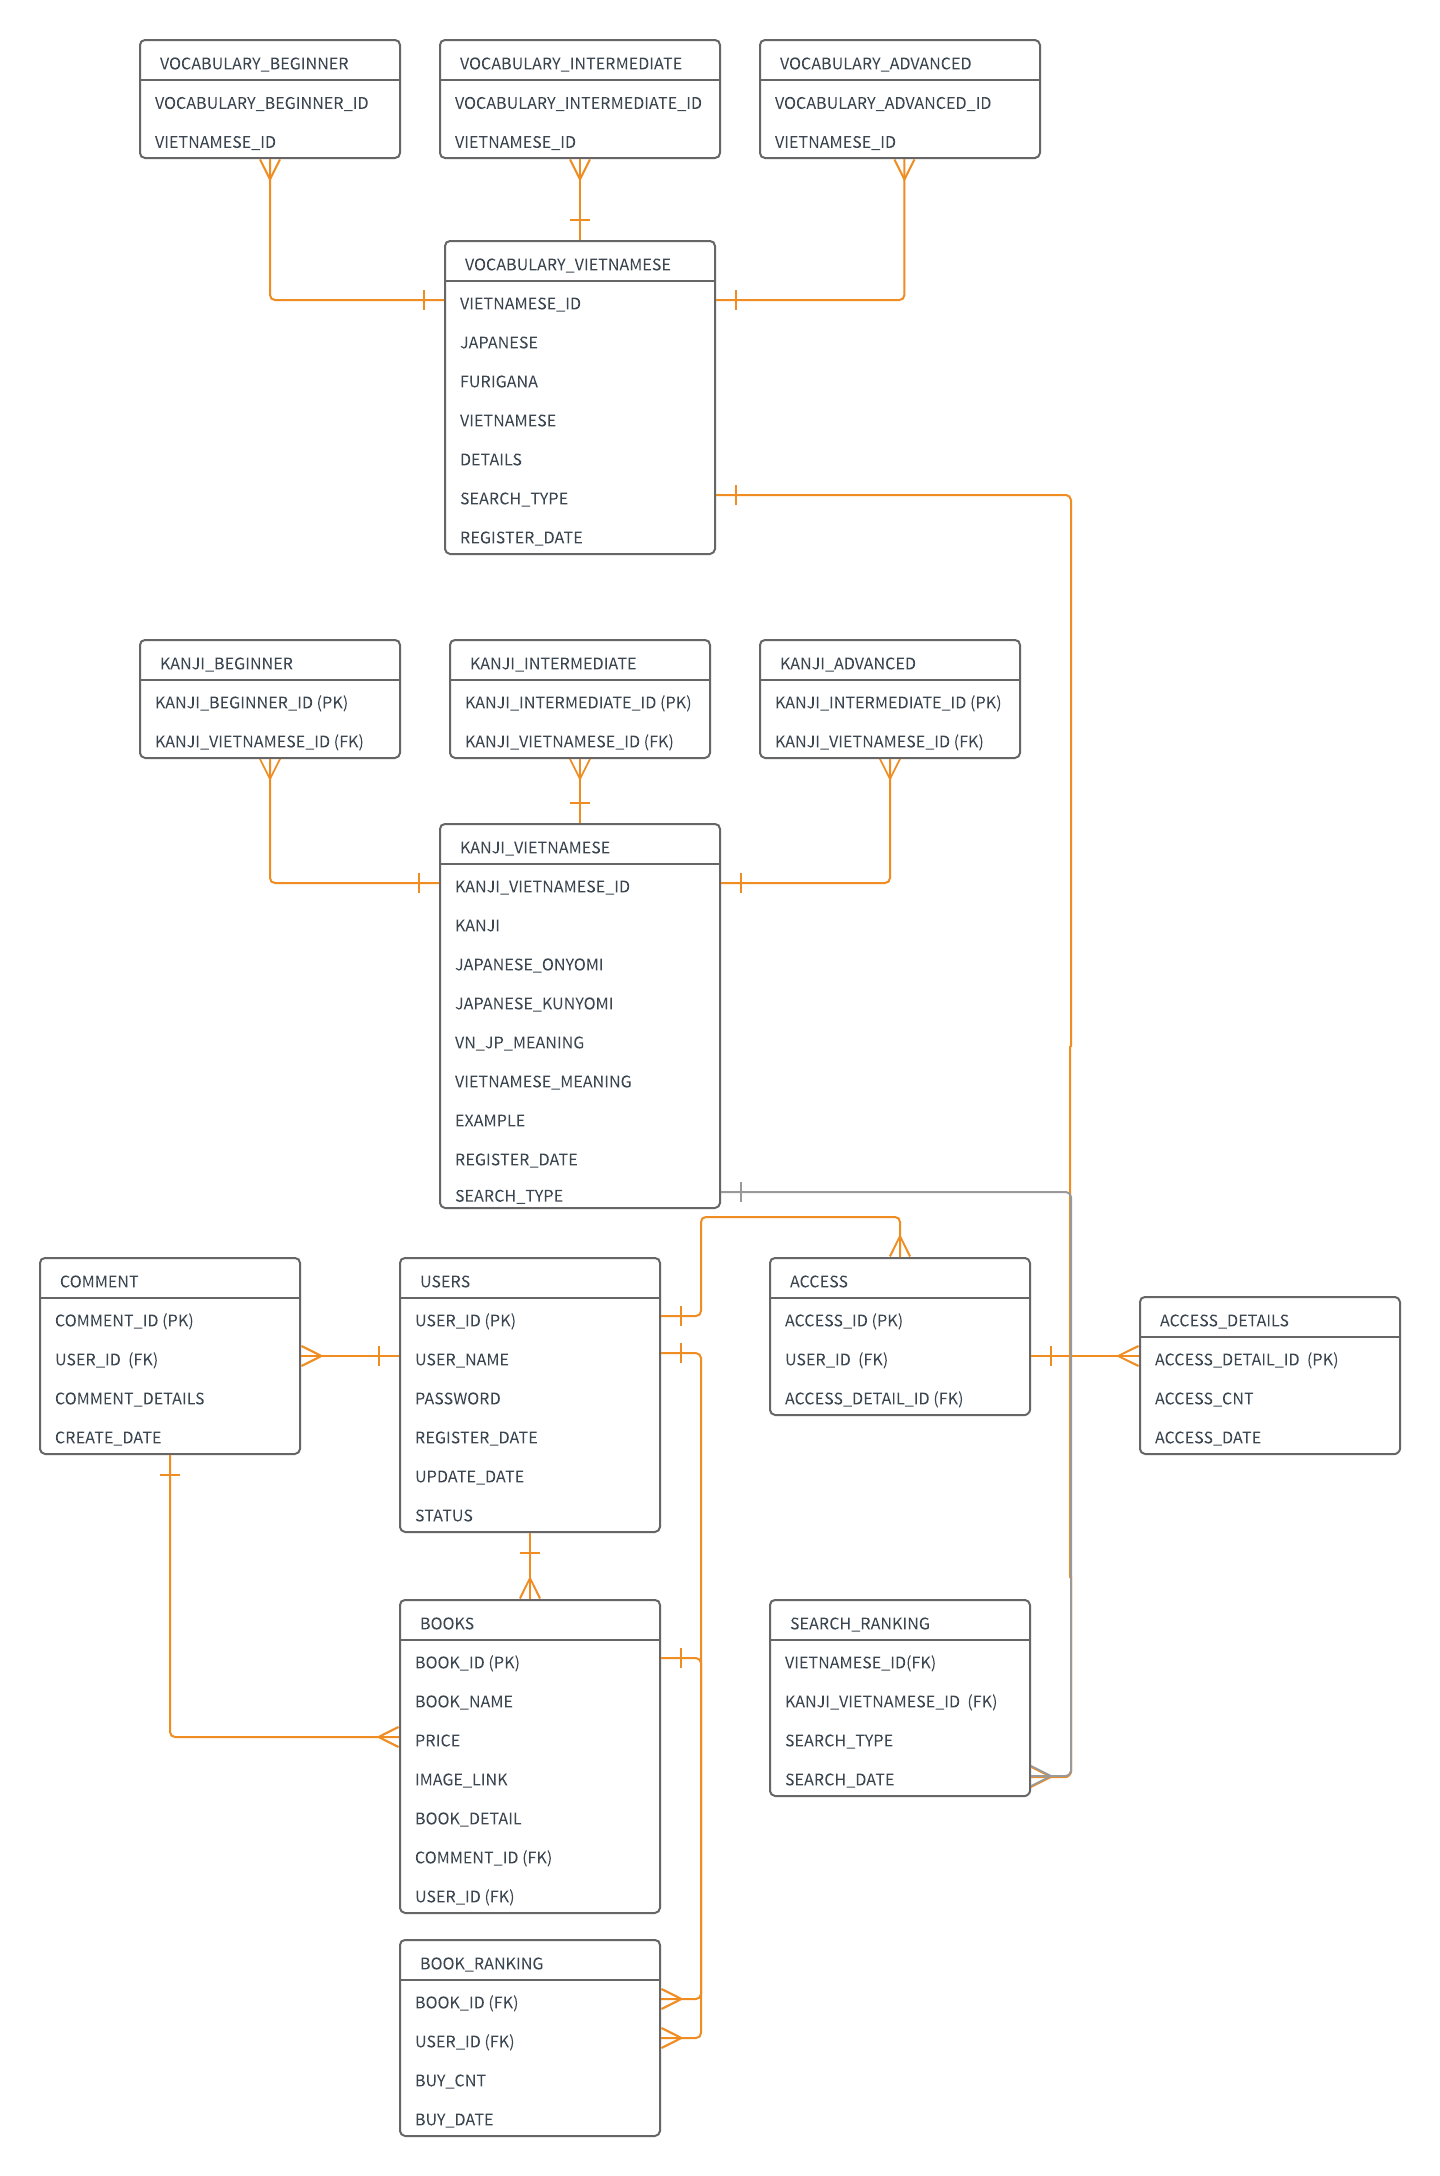 VOCABULARY_BEGINNER
VOCABULARY_BEGINNER_ID
VIETNAMESE_ID
VOCABULARY_INTERMEDIATE
VOCABULARY_INTERMEDIATE_ID
VIETNAMESE_ID
VOCABULARY_ADVANCED
VOCABULARY_ADVANCED_ID
VIETNAMESE_ID
VOCABULARY_VIETNAMESE
VIETNAMESE_ID
JAPANESE
FURIGANA
VIETNAMESE
DETAILS
SEARCH_TYPE
REGISTER_DATE
KANJI_BEGINNER
KANJI_BEGINNER_ID (PK)
KANJI_VIETNAMESE_ID (FK)
KANJI_INTERMEDIATE
KANJI_INTERMEDIATE_ID (PK)
KANJI_VIETNAMESE_ID (FK)
KANJI_ADVANCED
KANJI_INTERMEDIATE_ID (PK)
KANJI_VIETNAMESE_ID (FK)
KANJI_VIETNAMESE
KANJI_VIETNAMESE_ID
KANJI
JAPANESE_ONYOMI
JAPANESE_KUNYOMI
VN_JP_MEANING
VIETNAMESE_MEANING
EXAMPLE
REGISTER_DATE
SEARCH_TYPE
COMMENT
COMMENT_ID (PK)
USER_ID (FK)
COMMENT_DETAILS
CREATE_DATE
USERS
USER_ID (PK)
USER_NAME
PASSWORD
REGISTER_DATE
UPDATE_DATE
STATUS
ACCESS
ACCESS_ID (PK)
USER_ID (FK)
ACCESS_DETAIL_ID (FK)
ACCESS_DETAILS
ACCESS_DETAIL_ID (PK)
ACCESS_CNT
ACCESS_DATE
BOOKS
BOOK_ID (PK)
BOOK_NAME
PRICE
IMAGE_LINK
BOOK_DETAIL
COMMENT_ID (FK)
USER_ID (FK)
SEARCH_RANKING
VIETNAMESE_ID(FK)
KANJI_VIETNAMESE_ID (FK)
SEARCH_TYPE
SEARCH_DATE
BOOK_RANKING
BOOK_ID (FK)
USER_ID (FK)
BUY_CNT
BUY_DATE